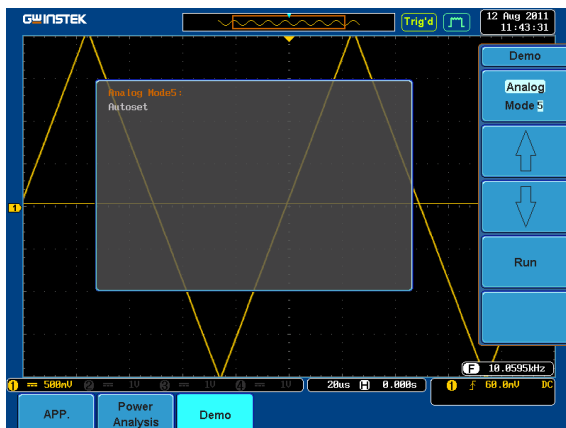 GWINSTEK
Trig'd
12 Aug 2011
11:43:31
Demo
Analog
Mode 5
Analog Mode5:
Autoset
1
Run
F 10.0595kHz
1 500mV 2 1V 3 1V 4 1V
20us H 0.000s
1 60.0mV DC
APP.
Power
Analysis
Demo